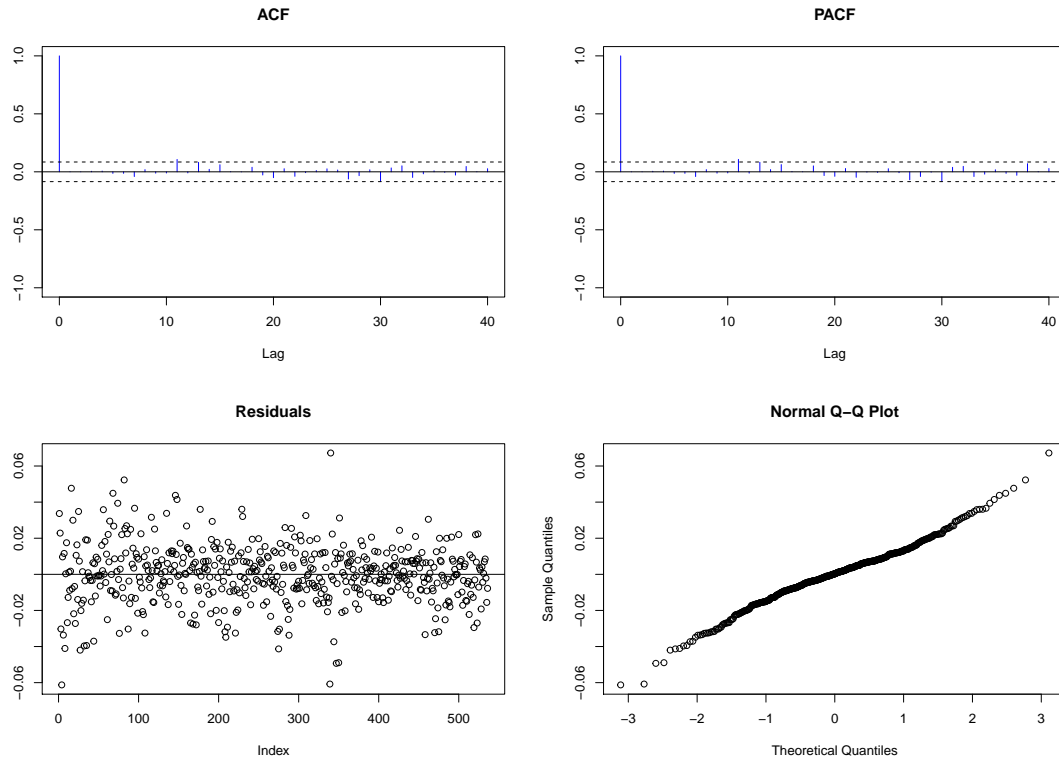 ACF
1.0
0.5
0.0
−0.5
−1.0
0 10 20 30 40
Lag
PACF
1.0
0.5
0.0
−0.5
−1.0
0 10 20 30 40
Lag
Residuals
0.06
0.02
−0.02
−0.06
0 100 200 300 400 500
Index
Normal Q−Q Plot
Sample Quantiles
0.06
0.02
−0.02
−0.06
−3 −2 −1 0 1 2 3
Theoretical Quantiles